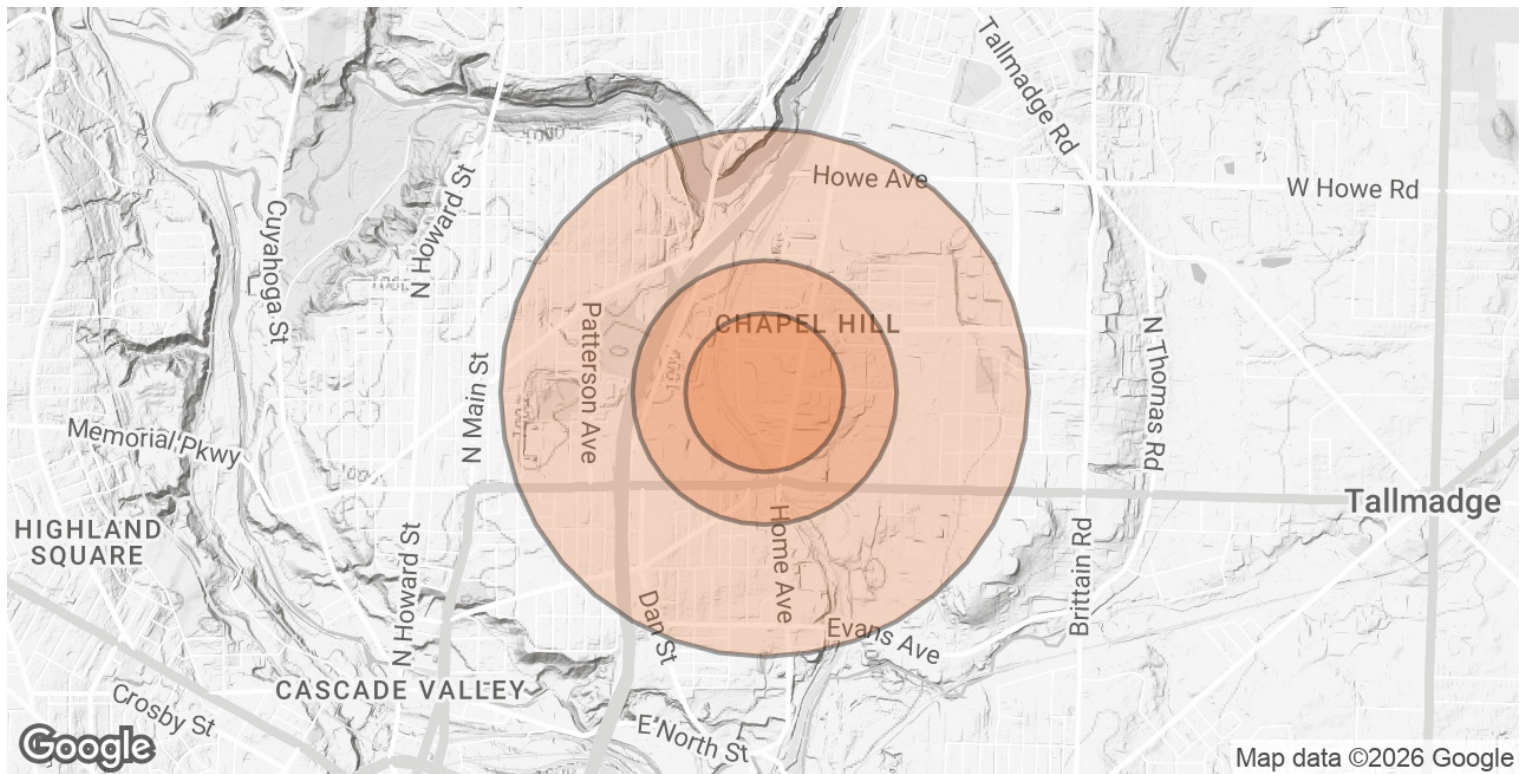 Tallmadge Rd
Howe Ave
W Howe Rd
N Howard St
Cuyahoga St
CHAPEL HILL
Patterson Ave
N Main St
N Thomas Rd
Memorial Pkwy
Tallmadge
HIGHLAND
SQUARE
Home Ave
Brittain Rd
N Howard St
Dan St
Evans Ave
CASCADE VALLEY
Crosby St
E North St
Google
Map data ©2026 Google